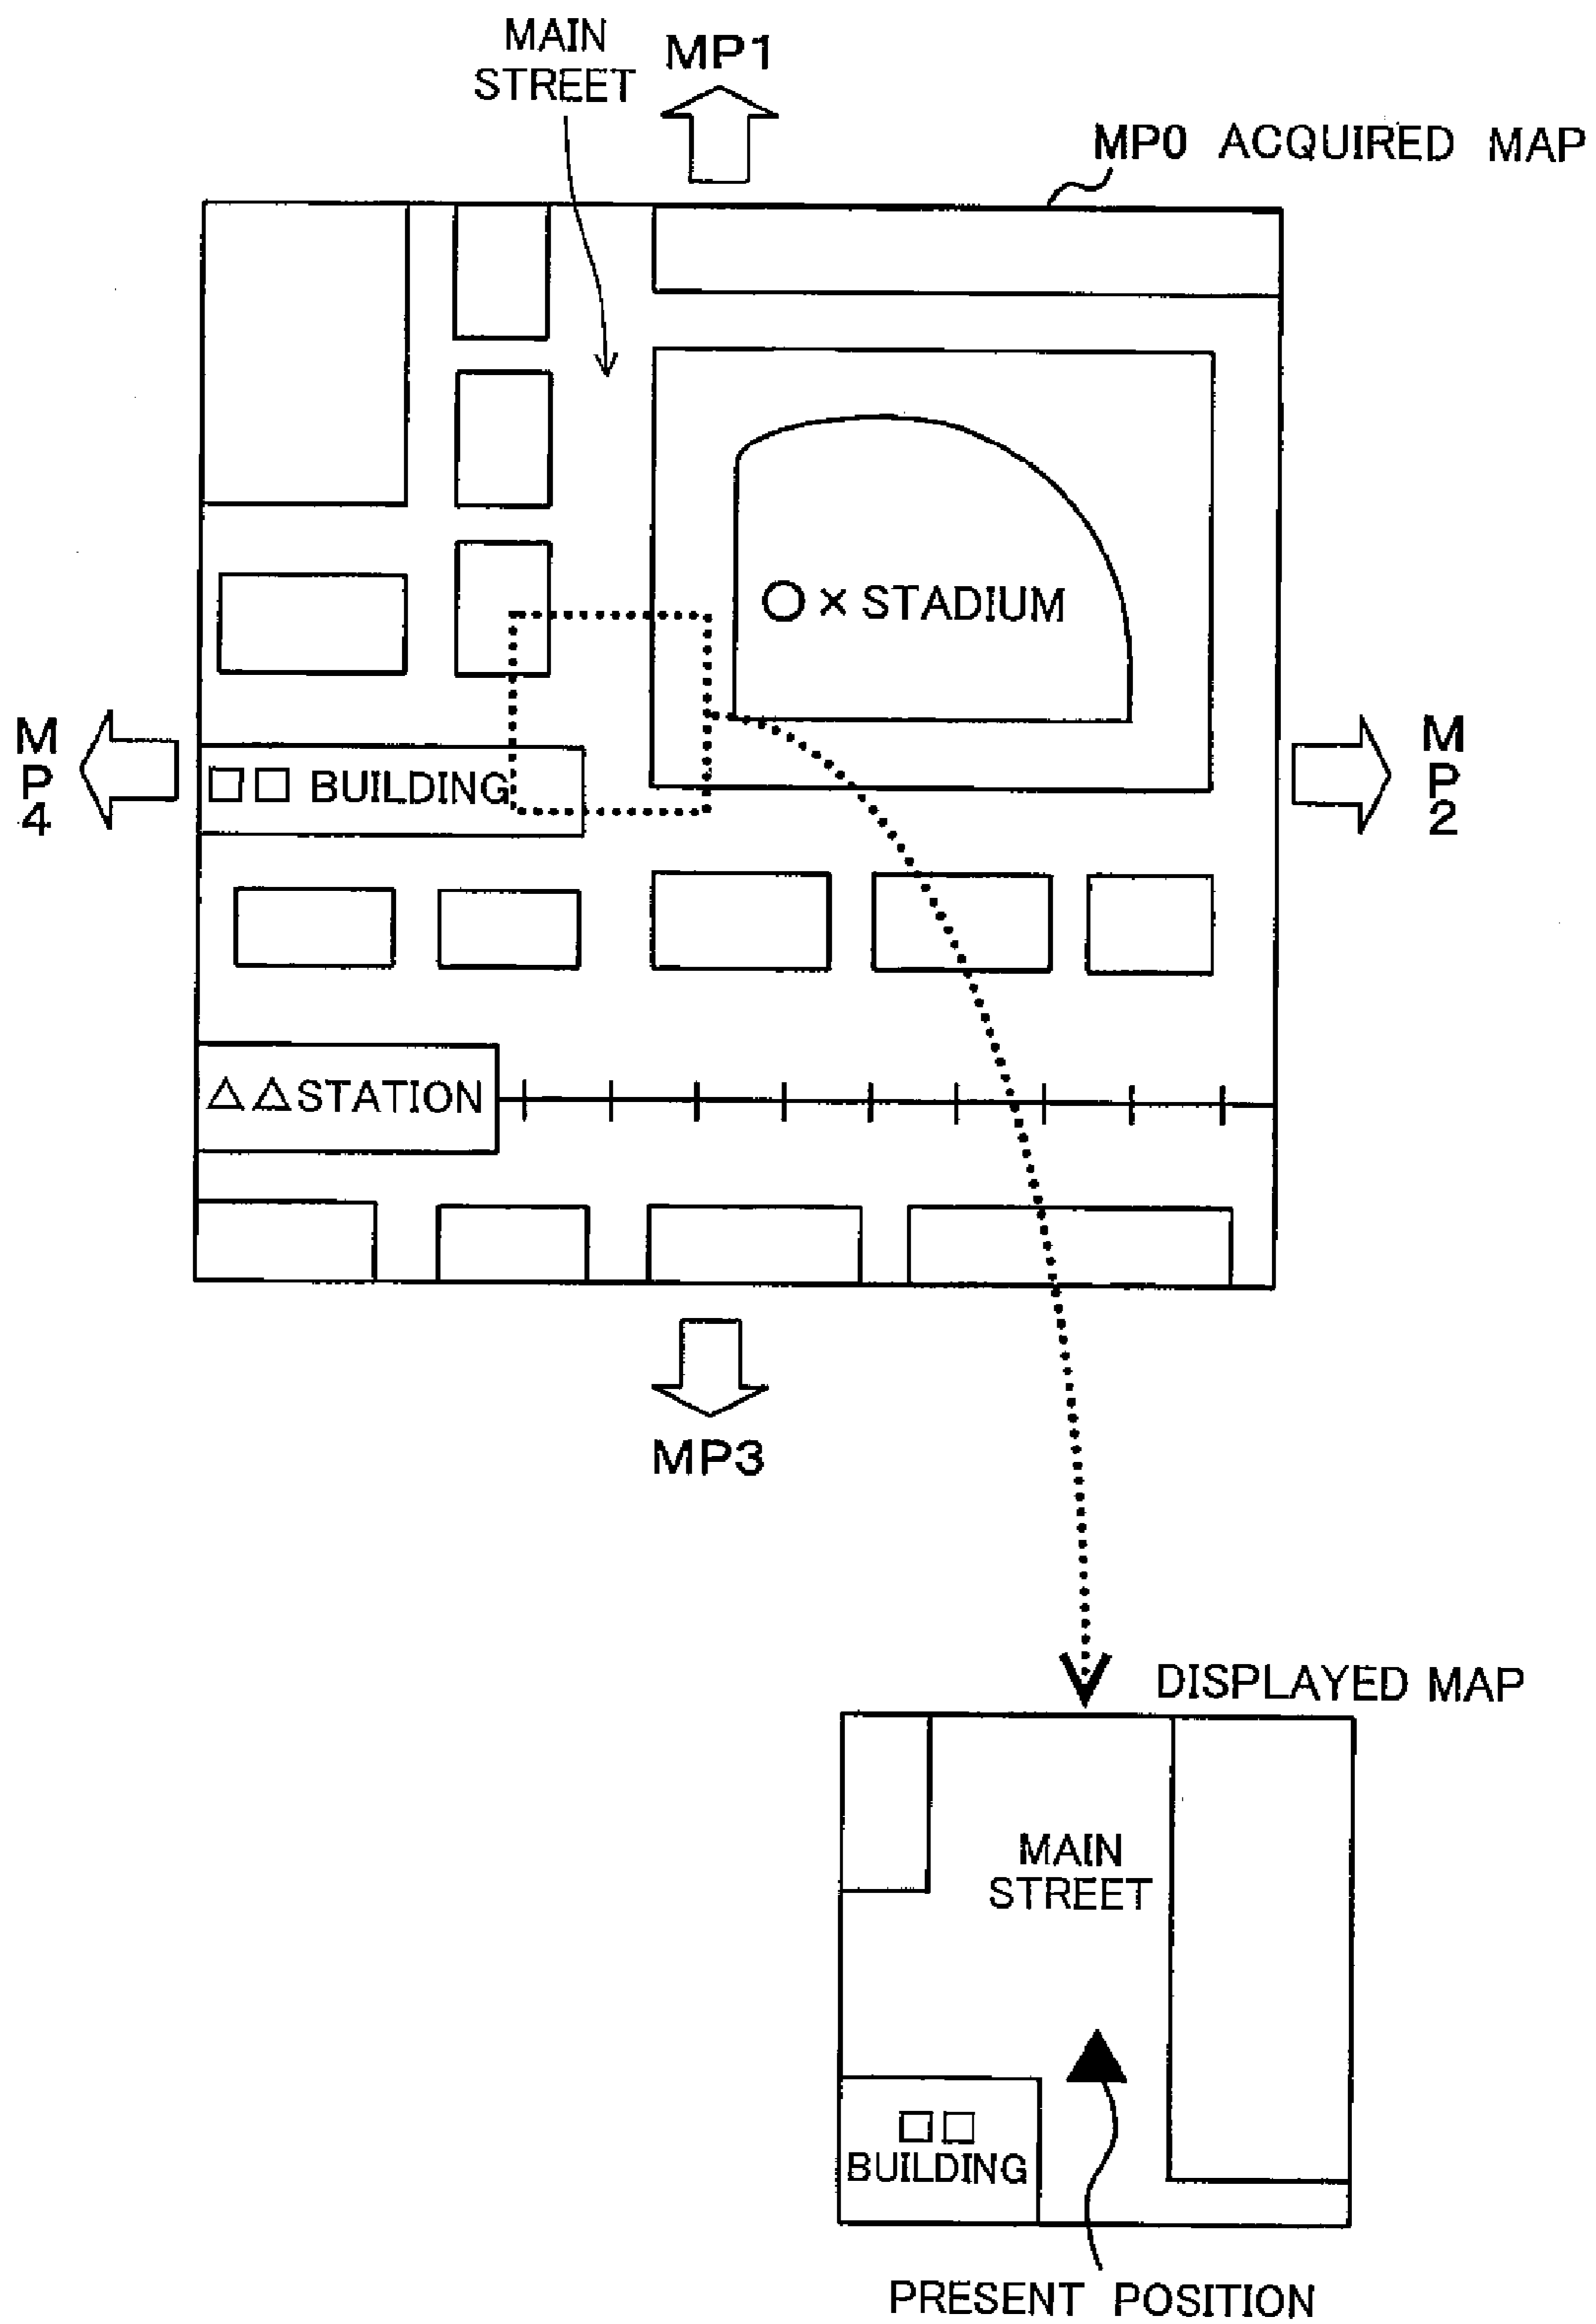 MAIN
STREET
MP1
MP0 ACQUIRED MAP
○×STADIUM
M
P
4
□□ BUILDING
M
P
2
△△STATION
MP3
DISPLAYED MAP
MAIN
STREET
□□
BUILDING
PRESENT POSITION